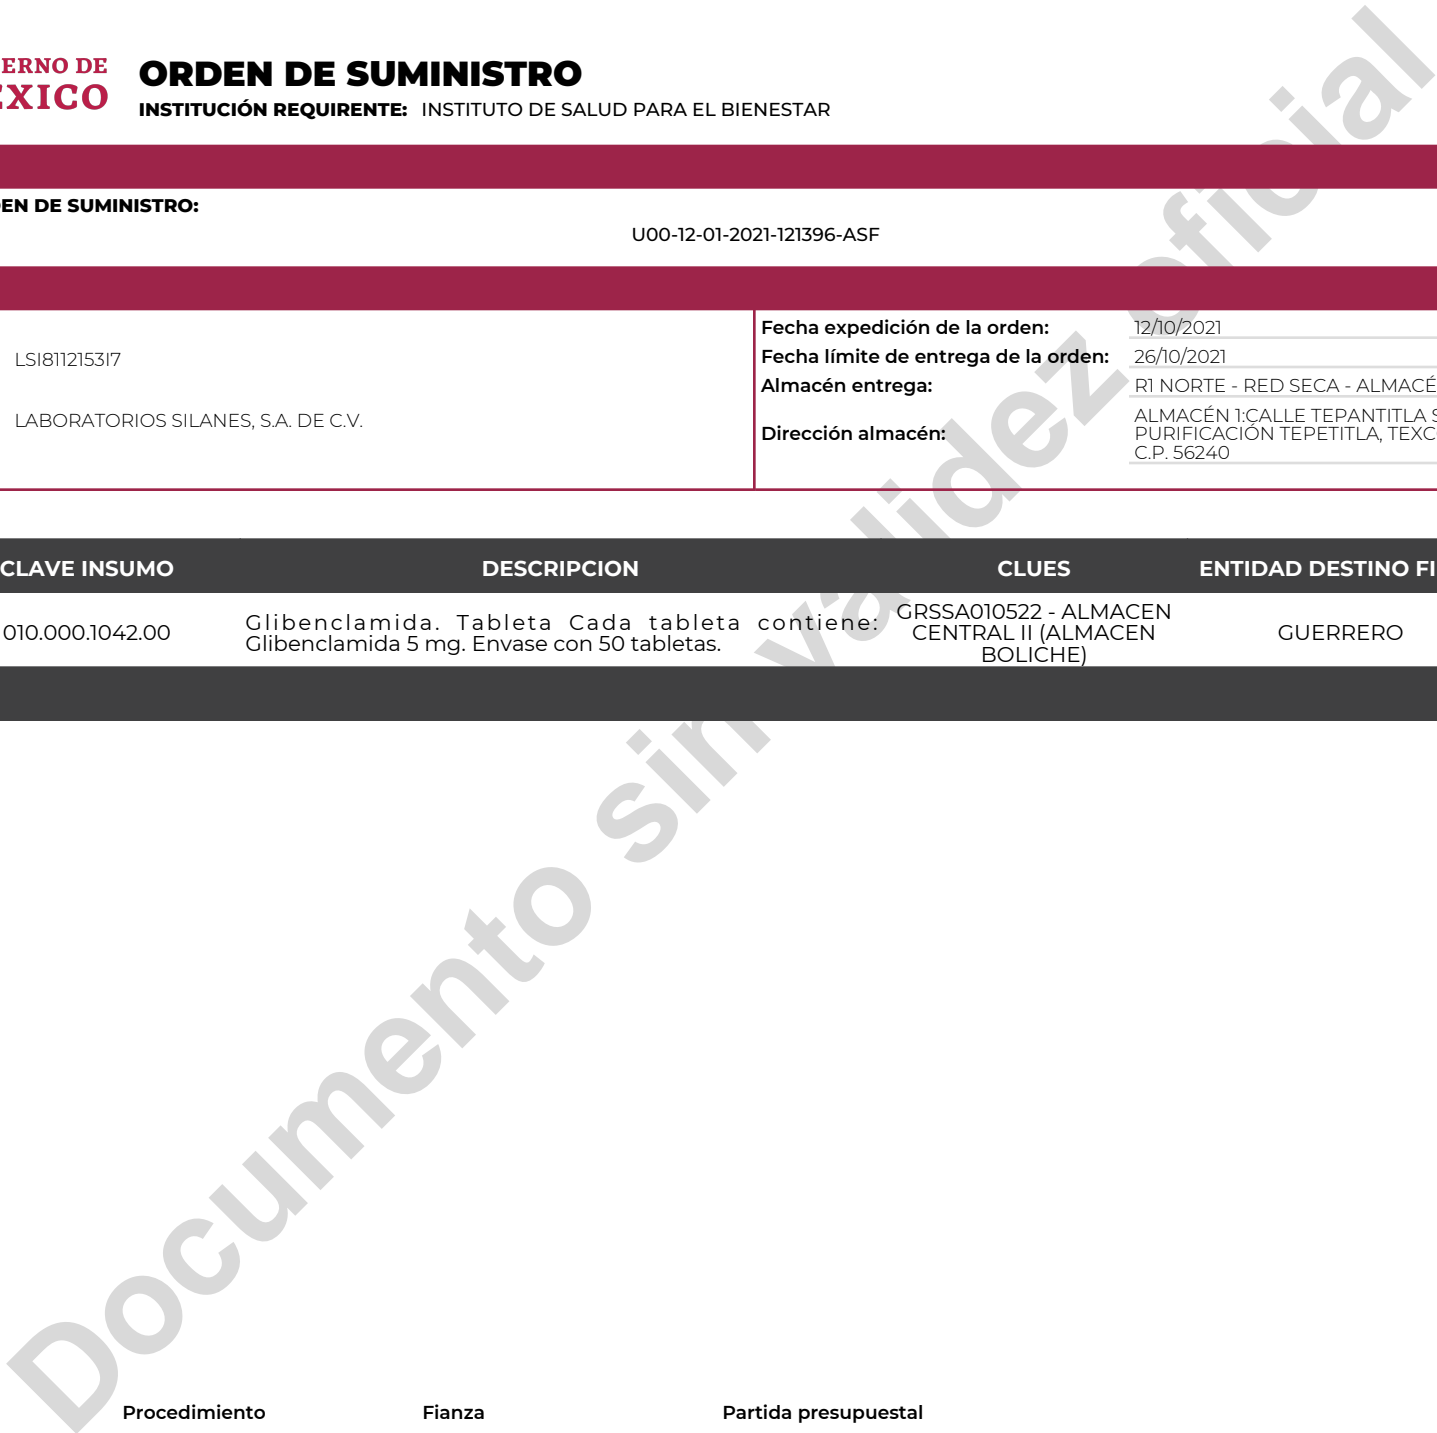 ERNO DE
XICO
ORDEN DE SUMINISTRO
INSTITUCIÓN REQUIRENTE: INSTITUTO DE SALUD PARA EL BIENESTAR
EN DE SUMINISTRO:
U00-12-01-2021-121396-ASF
LSI8112153I7
LABORATORIOS SILANES, S.A. DE C.V.
Fecha expedición de la orden: 12/10/2021
Fecha límite de entrega de la orden: 26/10/2021
Almacén entrega: R1 NORTE - RED SECA - ALMACÉ
Dirección almacén:
ALMACÉN 1:CALLE TEPANTITLA S
PURIFICACIÓN TEPETITLA, TEXC
C.P. 56240
CLAVE INSUMO DESCRIPCION CLUES ENTIDAD DESTINO FI
010.000.1042.00
Glibenclamida. Tableta Cada tableta contiene:
Glibenclamida 5 mg. Envase con 50 tabletas.
GRSSA010522 - ALMACEN
CENTRAL II (ALMACEN
BOLICHE)
GUERRERO
Documento sin validez oficial
Procedimiento Fianza Partida presupuestal